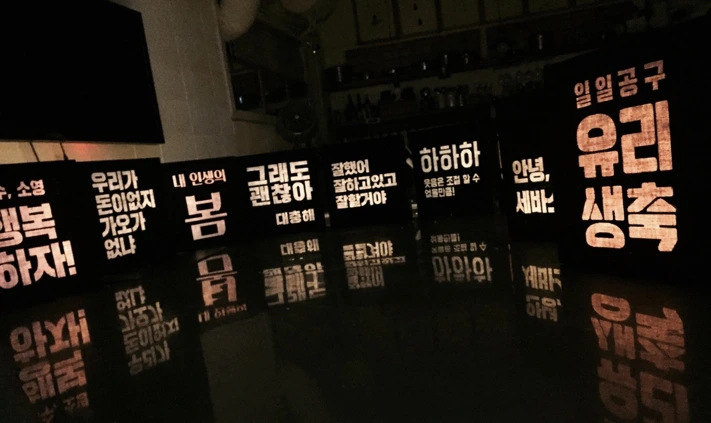 수, 소영
행복
하자!
우리가
돈이없지
가오가
없냐
내 인생의
봄
그래도
괜찮아
대충해
잘했어
잘하고있고
잘할거야
하하하
웃음은 조절 할 수
없을만큼!
안녕,
세바
일일공구
유리
생축